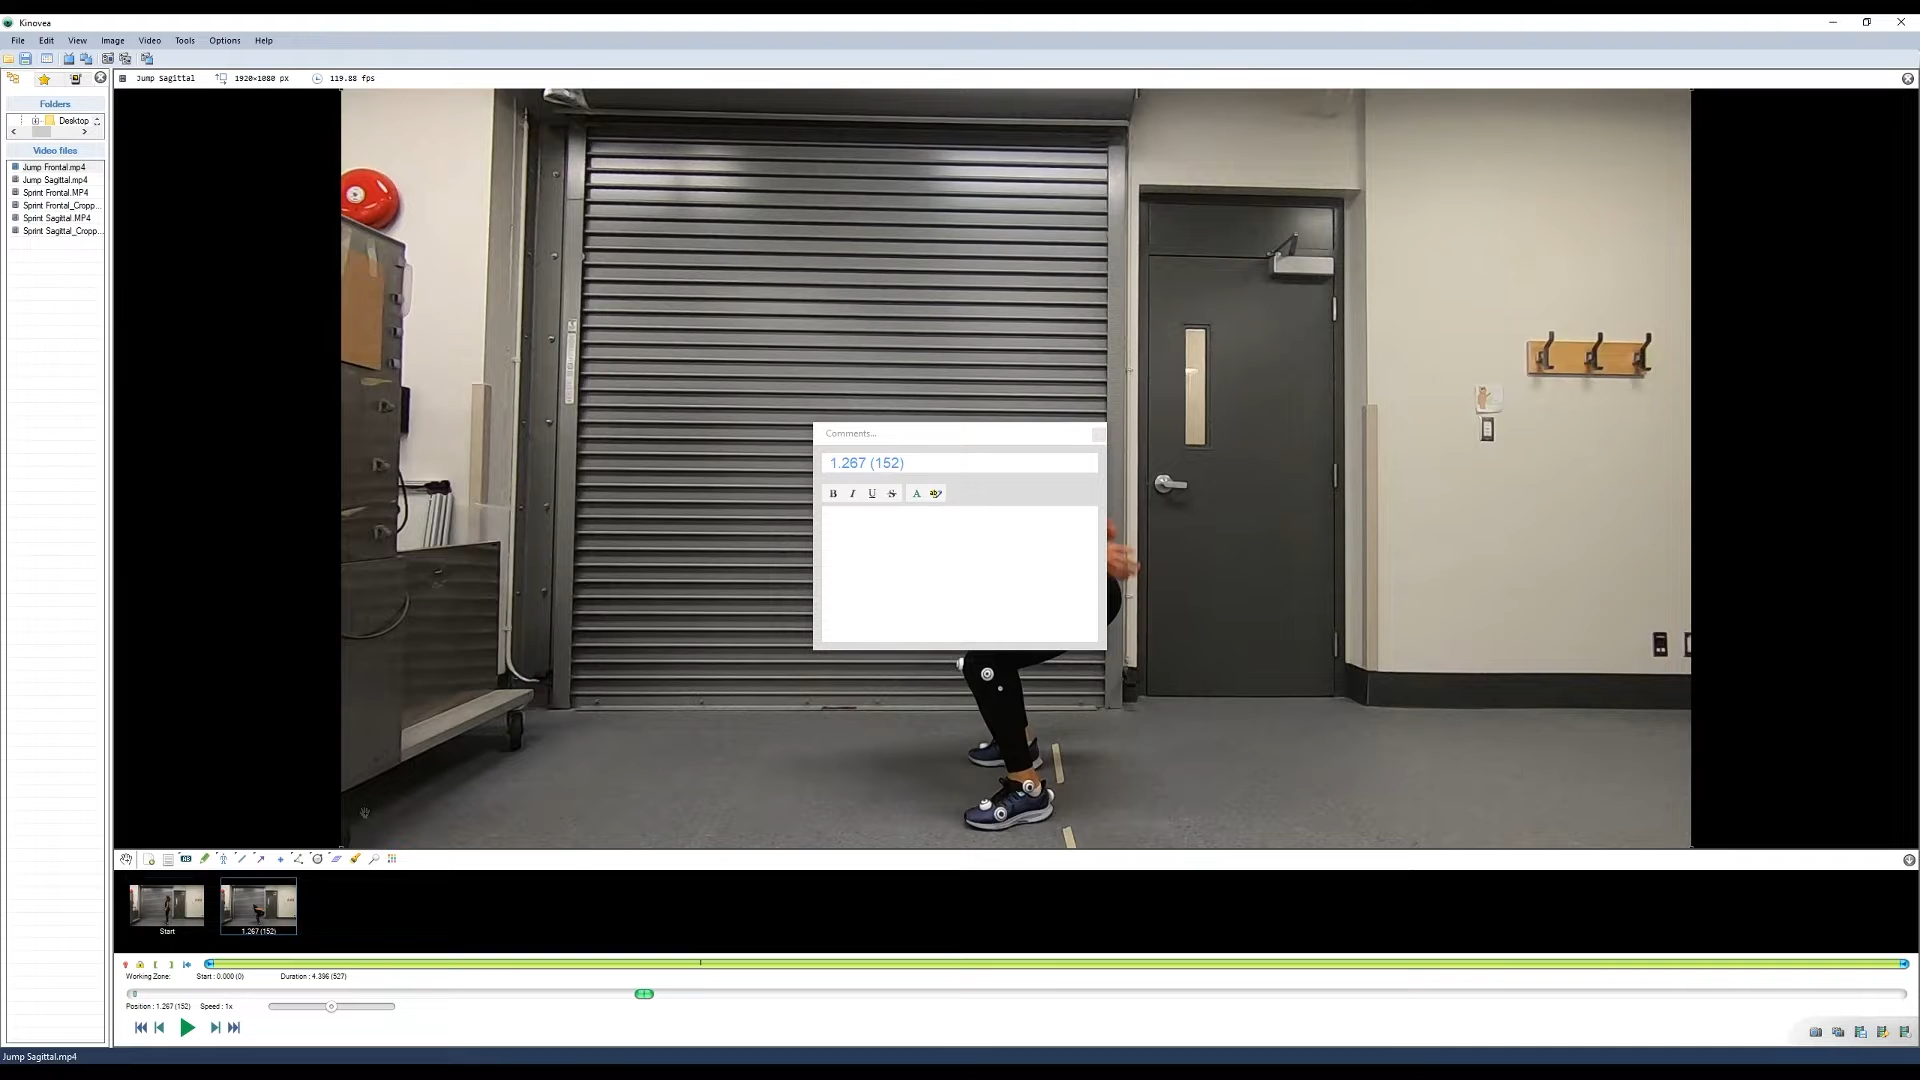 Kinovea
File Edit View Image Video Tools Options Help
Jump Sagittal 1920×1080 px 119.88 fps
Folders
Desktop
Video files
Jump Frontal.mp4
Jump Sagittal.mp4
Sprint Frontal.MP4
Sprint Frontal_Cropp...
Sprint Sagittal.MP4
Sprint Sagittal_Cropp...
Comments...
1.267 (152)
B I U S A ab
Start
1.267 (152)
Working Zone: Start : 0.000 (0) Duration : 4.396 (527)
Position : 1.267 (152) Speed : 1x
Jump Sagittal.mp4